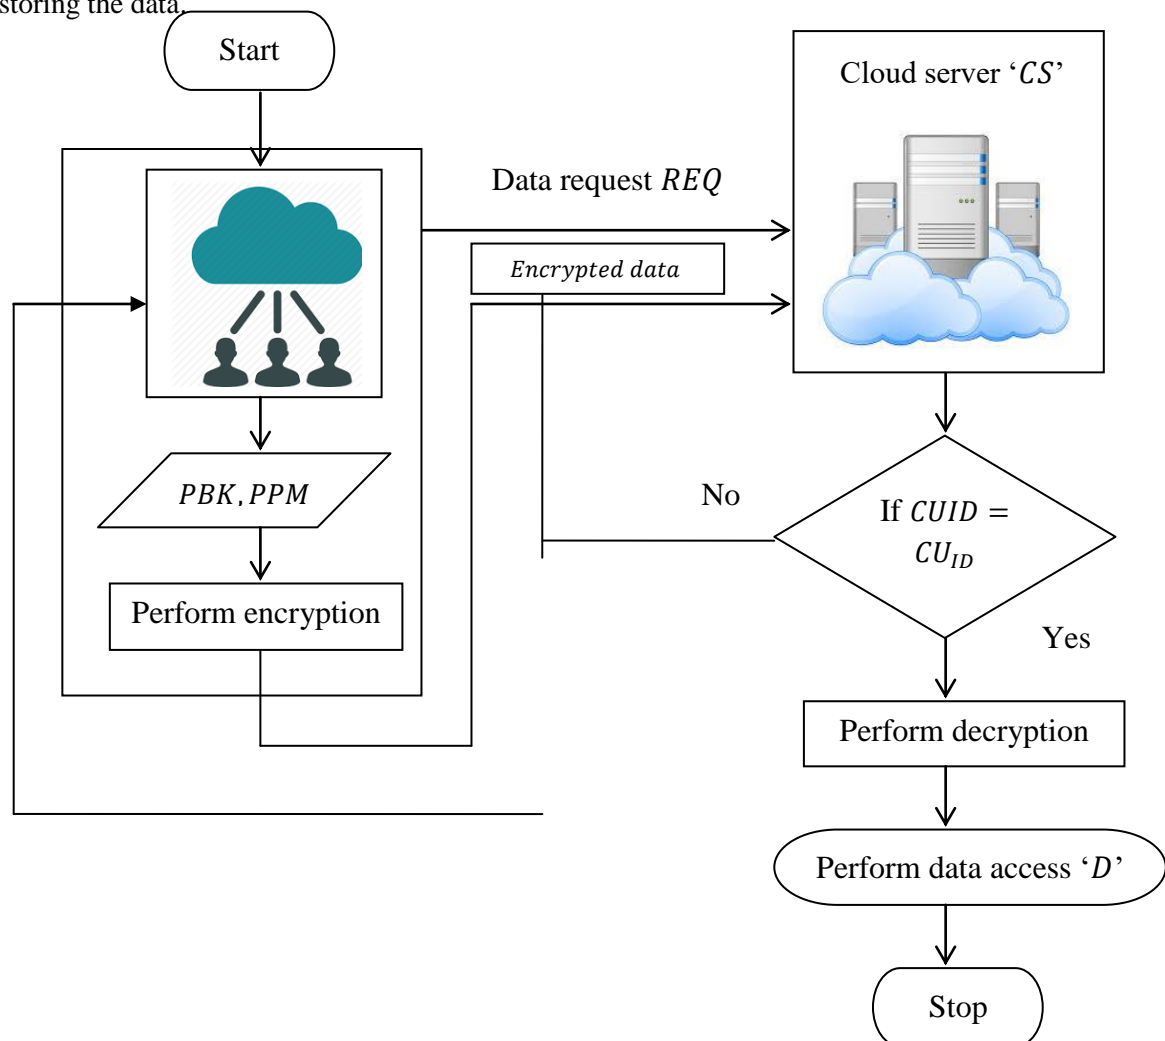 storing the data.
Start
Cloud server ‘CS’
Data request REQ
Encrypted data
PBK, PPM
No
If CUID =
CU_ID
Perform encryption
Yes
Perform decryption
Perform data access ‘D’
Stop